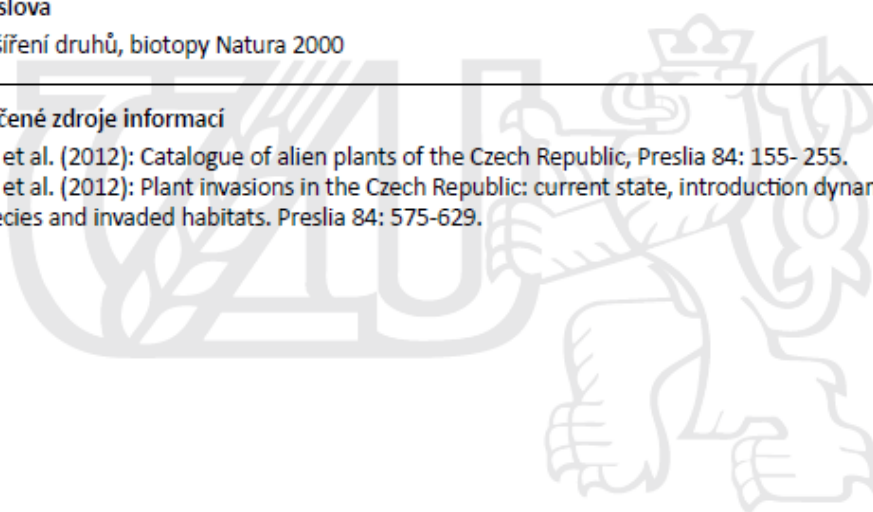 slova
šíření druhů, biotopy Natura 2000
čené zdroje informací
et al. (2012): Catalogue of alien plants of the Czech Republic, Preslia 84: 155- 255.
et al. (2012): Plant invasions in the Czech Republic: current state, introduction dynar
ecies and invaded habitats. Preslia 84: 575-629.
CZU